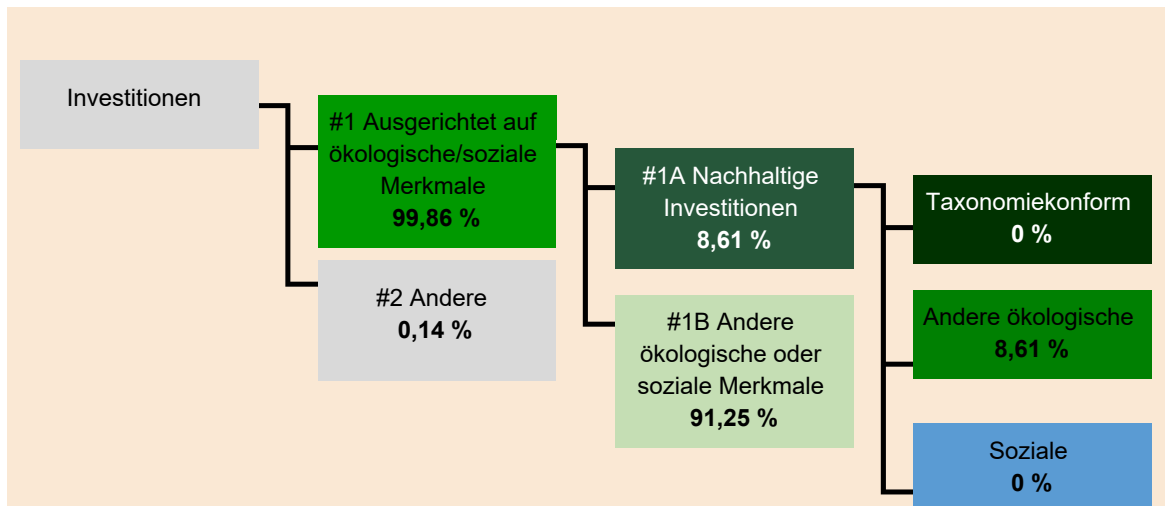 Investitionen
#1 Ausgerichtet auf
ökologische/soziale
Merkmale
99,86 %
#2 Andere
0,14 %
#1A Nachhaltige
Investitionen
8,61 %
#1B Andere
ökologische oder
soziale Merkmale
91,25 %
Taxonomiekonform
0 %
Andere ökologische
8,61 %
Soziale
0 %